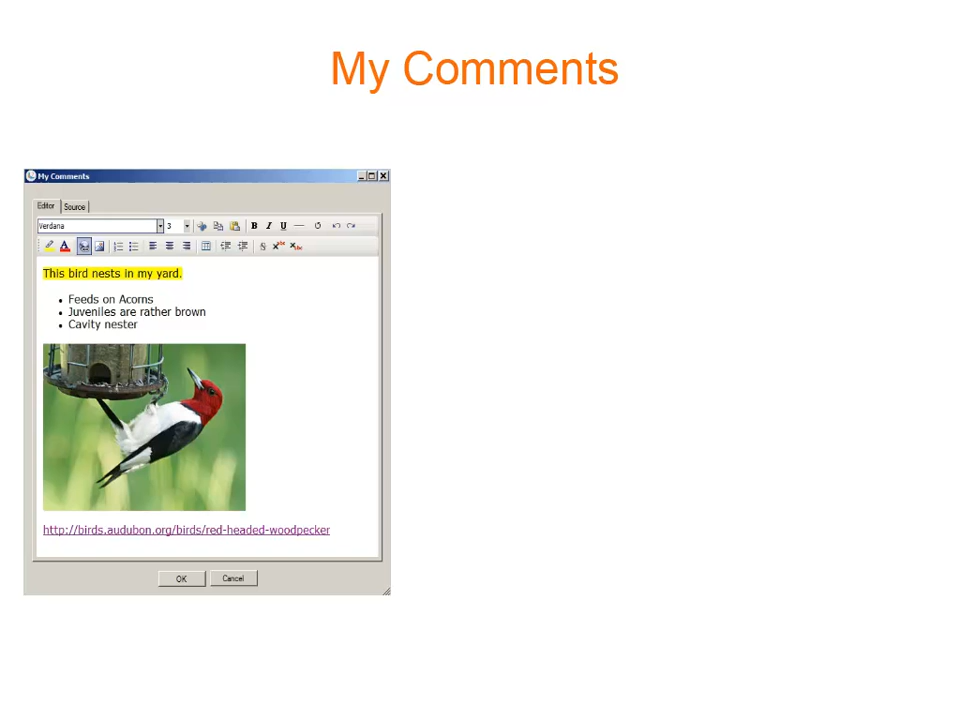 My Comments
My Comments
Editor Source
Verdana 3
B I U
This bird nests in my yard.
• Feeds on Acorns
• Juveniles are rather brown
• Cavity nester
http://birds.audubon.org/birds/red-headed-woodpecker
OK Cancel